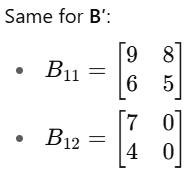 Same for B′:
• B₁₁ = [9 8
6 5]
• B₁₂ = [7 0
4 0]